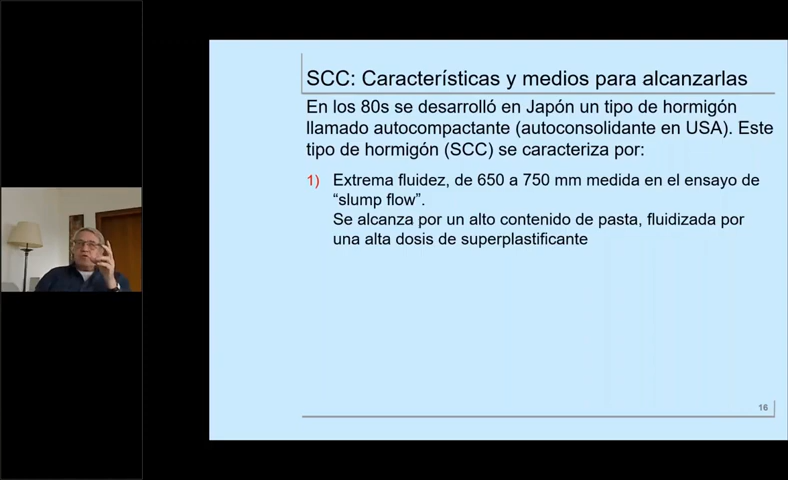 SCC: Características y medios para alcanzarlas
En los 80s se desarrolló en Japón un tipo de hormigón
llamado autocompactante (autoconsolidante en USA). Este
tipo de hormigón (SCC) se caracteriza por:
1) Extrema fluidez, de 650 a 750 mm medida en el ensayo de
“slump flow”.
Se alcanza por un alto contenido de pasta, fluidizada por
una alta dosis de superplastificante
16